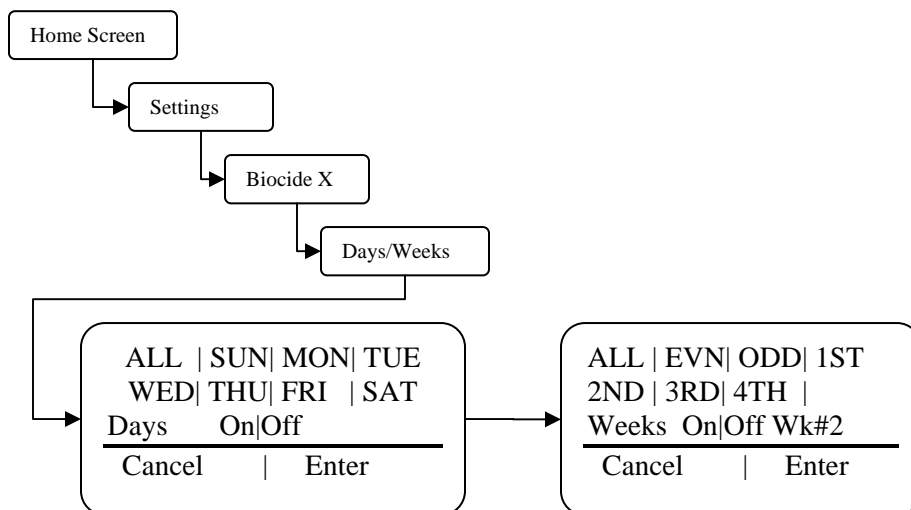 Home Screen
Settings
Biocide X
Days/Weeks
ALL | SUN| MON| TUE
WED| THU| FRI | SAT
Days On|Off
Cancel | Enter
ALL | EVN| ODD| 1ST
2ND | 3RD| 4TH |
Weeks On|Off Wk#2
Cancel | Enter